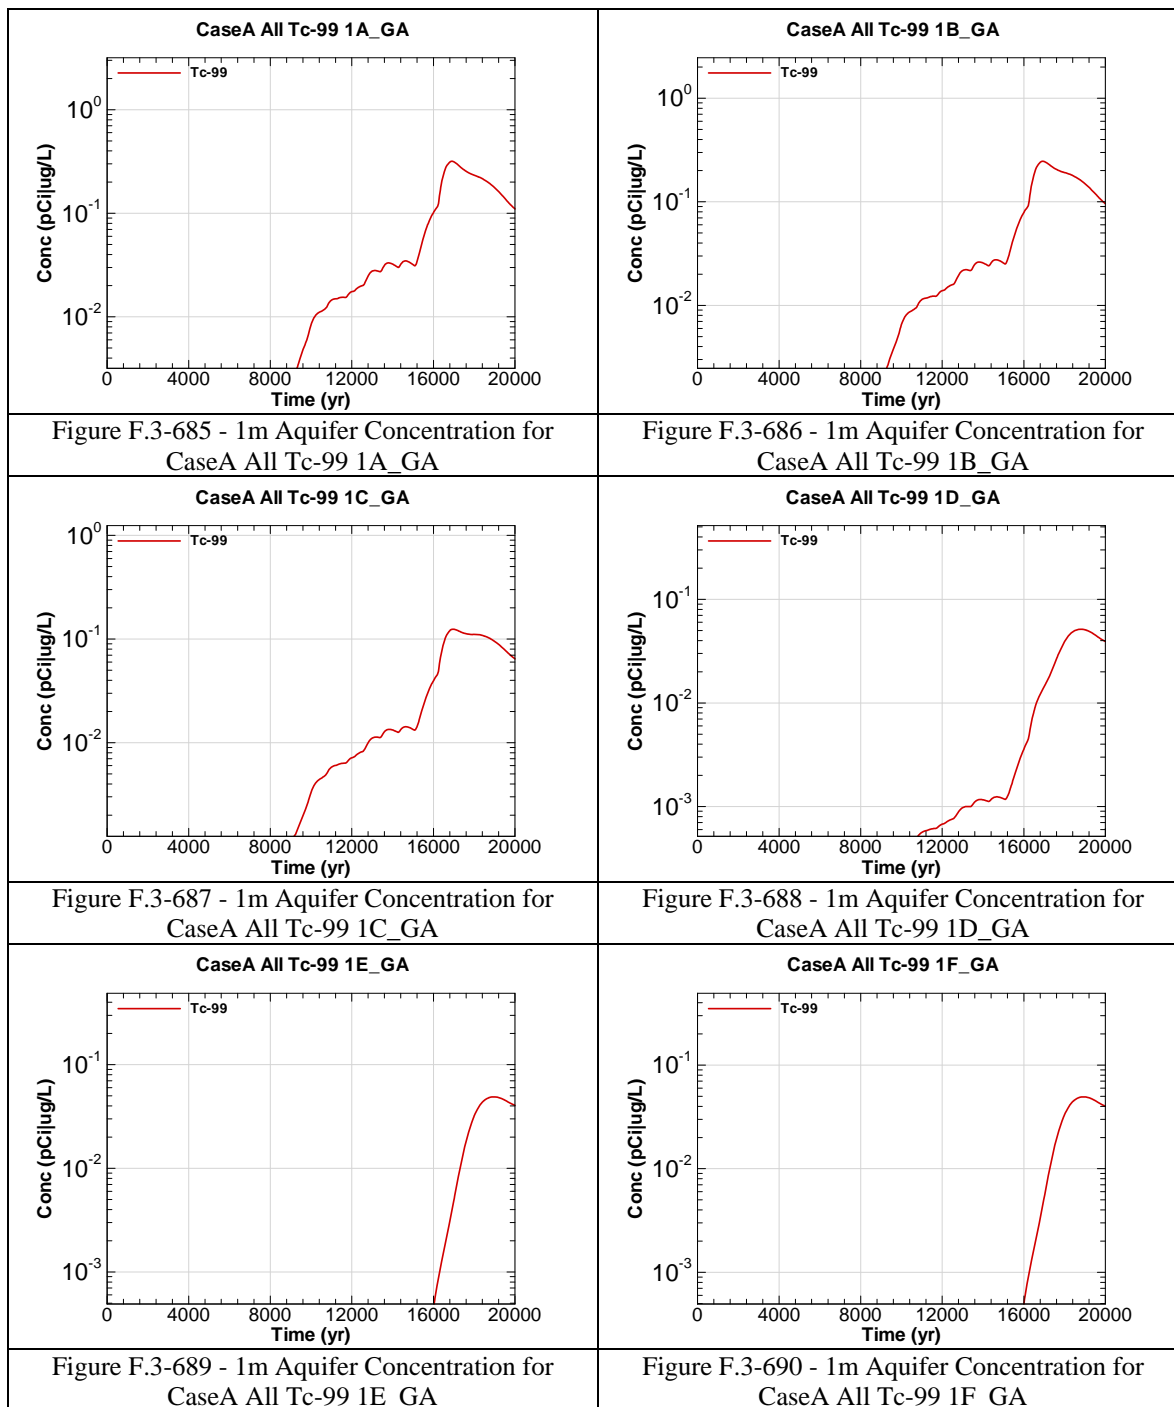 CaseA All Tc-99 1A_GA
Tc-99
10^0
10^-1
10^-2
Conc (pCi|ug/L)
0 4000 8000 12000 16000 20000
Time (yr)
Figure F.3-685 - 1m Aquifer Concentration for
CaseA All Tc-99 1A_GA
CaseA All Tc-99 1B_GA
Tc-99
10^0
10^-1
10^-2
Conc (pCi|ug/L)
0 4000 8000 12000 16000 20000
Time (yr)
Figure F.3-686 - 1m Aquifer Concentration for
CaseA All Tc-99 1B_GA
CaseA All Tc-99 1C_GA
Tc-99
10^0
10^-1
10^-2
Conc (pCi|ug/L)
0 4000 8000 12000 16000 20000
Time (yr)
Figure F.3-687 - 1m Aquifer Concentration for
CaseA All Tc-99 1C_GA
CaseA All Tc-99 1D_GA
Tc-99
10^-1
10^-2
10^-3
Conc (pCi|ug/L)
0 4000 8000 12000 16000 20000
Time (yr)
Figure F.3-688 - 1m Aquifer Concentration for
CaseA All Tc-99 1D_GA
CaseA All Tc-99 1E_GA
Tc-99
10^-1
10^-2
10^-3
Conc (pCi|ug/L)
0 4000 8000 12000 16000 20000
Time (yr)
Figure F.3-689 - 1m Aquifer Concentration for
CaseA All Tc-99 1E_GA
CaseA All Tc-99 1F_GA
Tc-99
10^-1
10^-2
10^-3
Conc (pCi|ug/L)
0 4000 8000 12000 16000 20000
Time (yr)
Figure F.3-690 - 1m Aquifer Concentration for
CaseA All Tc-99 1F_GA